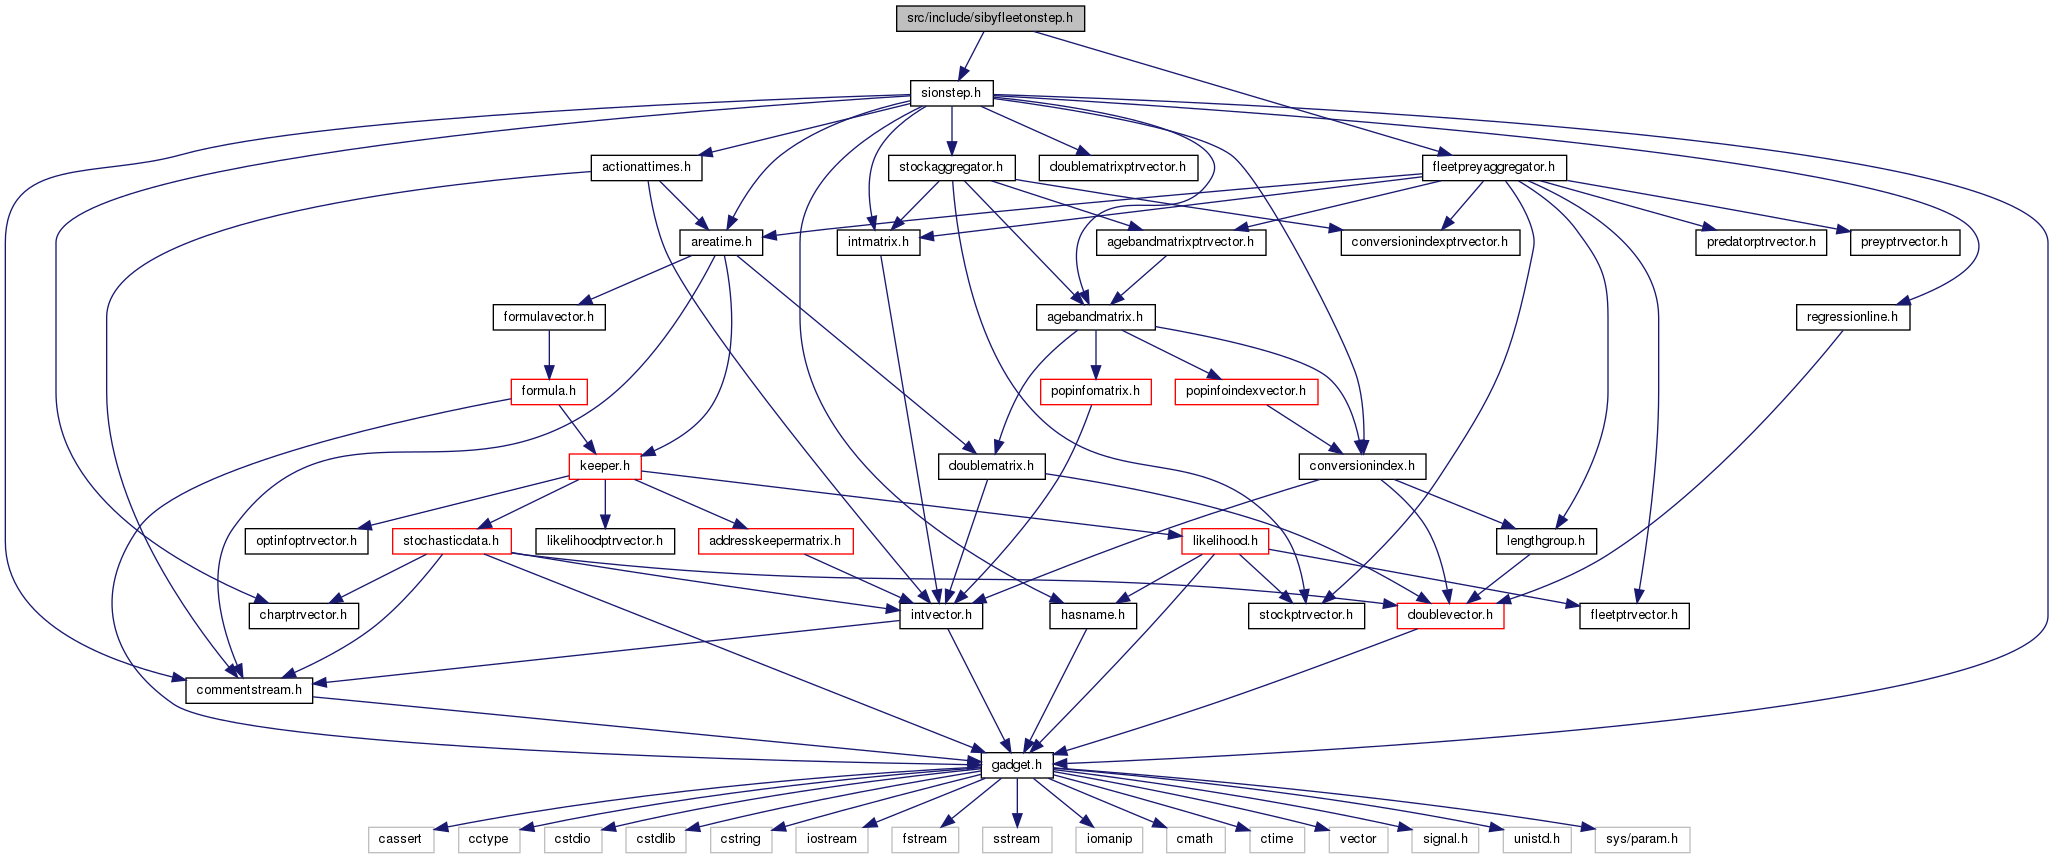 src/include/sibyfleetonstep.h
sionstep.h
actionattimes.h
stockaggregator.h
doublematrixptrvector.h
fleetpreyaggregator.h
areatime.h
intmatrix.h
agebandmatrixptrvector.h
conversionindexptrvector.h
predatorptrvector.h
preyptrvector.h
formulavector.h
agebandmatrix.h
regressionline.h
formula.h
popinfomatrix.h
popinfoindexvector.h
keeper.h
doublematrix.h
conversionindex.h
optinfoptrvector.h
stochasticdata.h
likelihoodptrvector.h
addresskeepermatrix.h
likelihood.h
lengthgroup.h
charptrvector.h
intvector.h
hasname.h
stockptrvector.h
doublevector.h
fleetptrvector.h
commentstream.h
gadget.h
cassert
cctype
cstdio
cstdlib
cstring
iostream
fstream
sstream
iomanip
cmath
ctime
vector
signal.h
unistd.h
sys/param.h